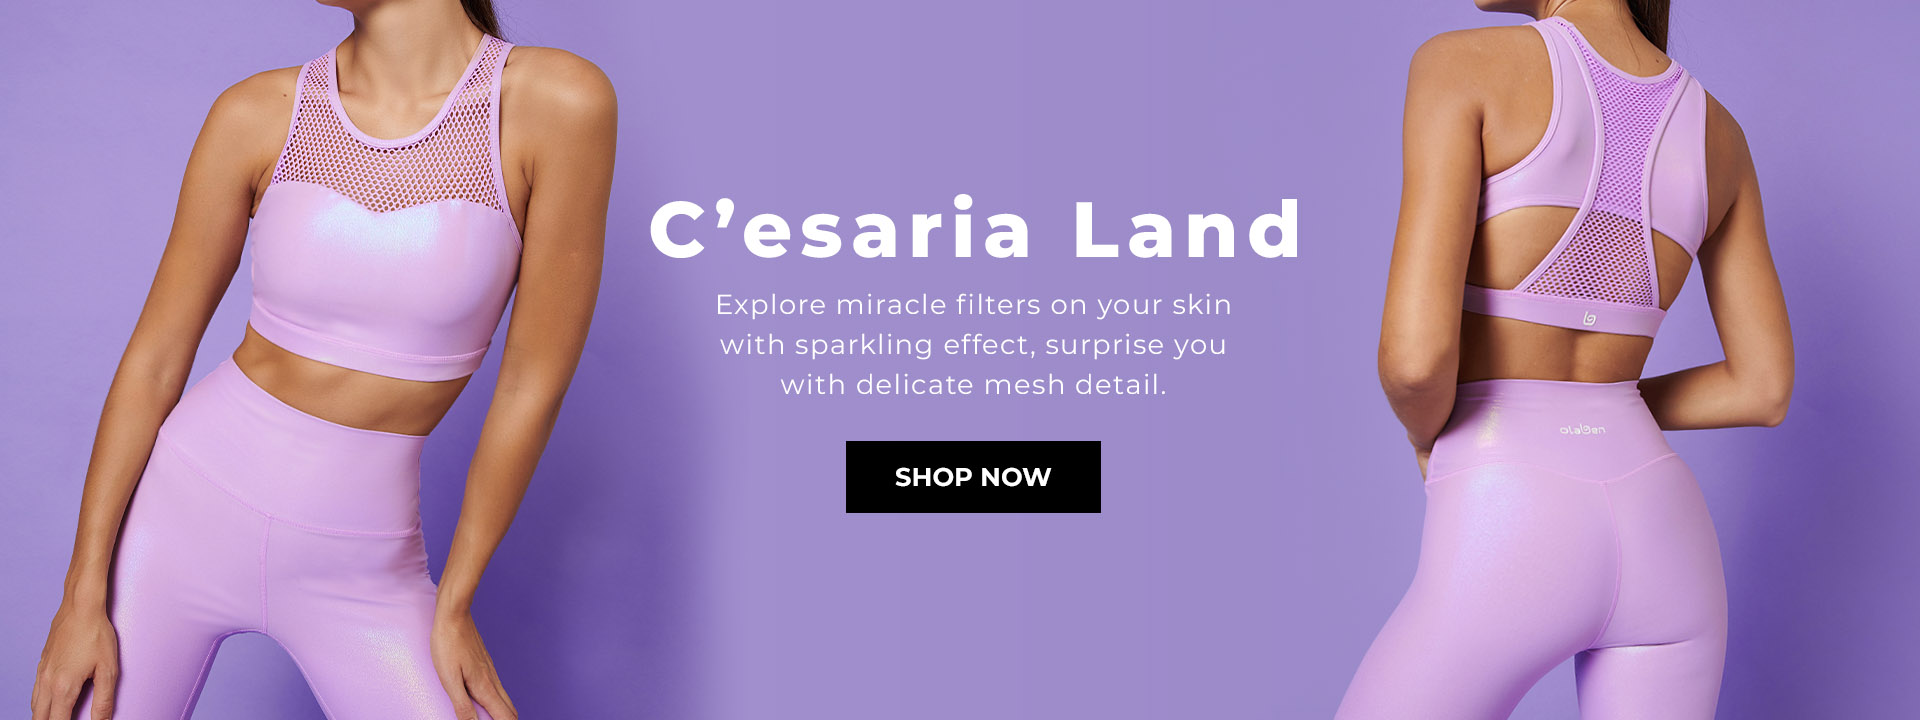 C’esaria Land
Explore miracle filters on your skin
with sparkling effect, surprise you
with delicate mesh detail.
SHOP NOW
olaBen